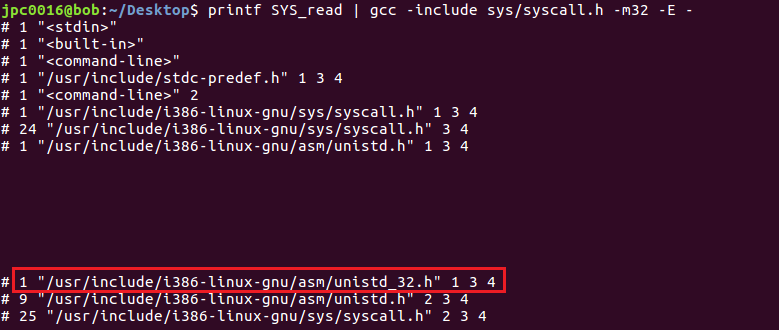 jpc0016@bob:~/Desktop$ printf SYS_read | gcc -include sys/syscall.h -m32 -E -
# 1 "<stdin>"
# 1 "<built-in>"
# 1 "<command-line>"
# 1 "/usr/include/stdc-predef.h" 1 3 4
# 1 "<command-line>" 2
# 1 "/usr/include/i386-linux-gnu/sys/syscall.h" 1 3 4
# 24 "/usr/include/i386-linux-gnu/sys/syscall.h" 3 4
# 1 "/usr/include/i386-linux-gnu/asm/unistd.h" 1 3 4
# 1 "/usr/include/i386-linux-gnu/asm/unistd_32.h" 1 3 4
# 9 "/usr/include/i386-linux-gnu/asm/unistd.h" 2 3 4
# 25 "/usr/include/i386-linux-gnu/sys/syscall.h" 2 3 4